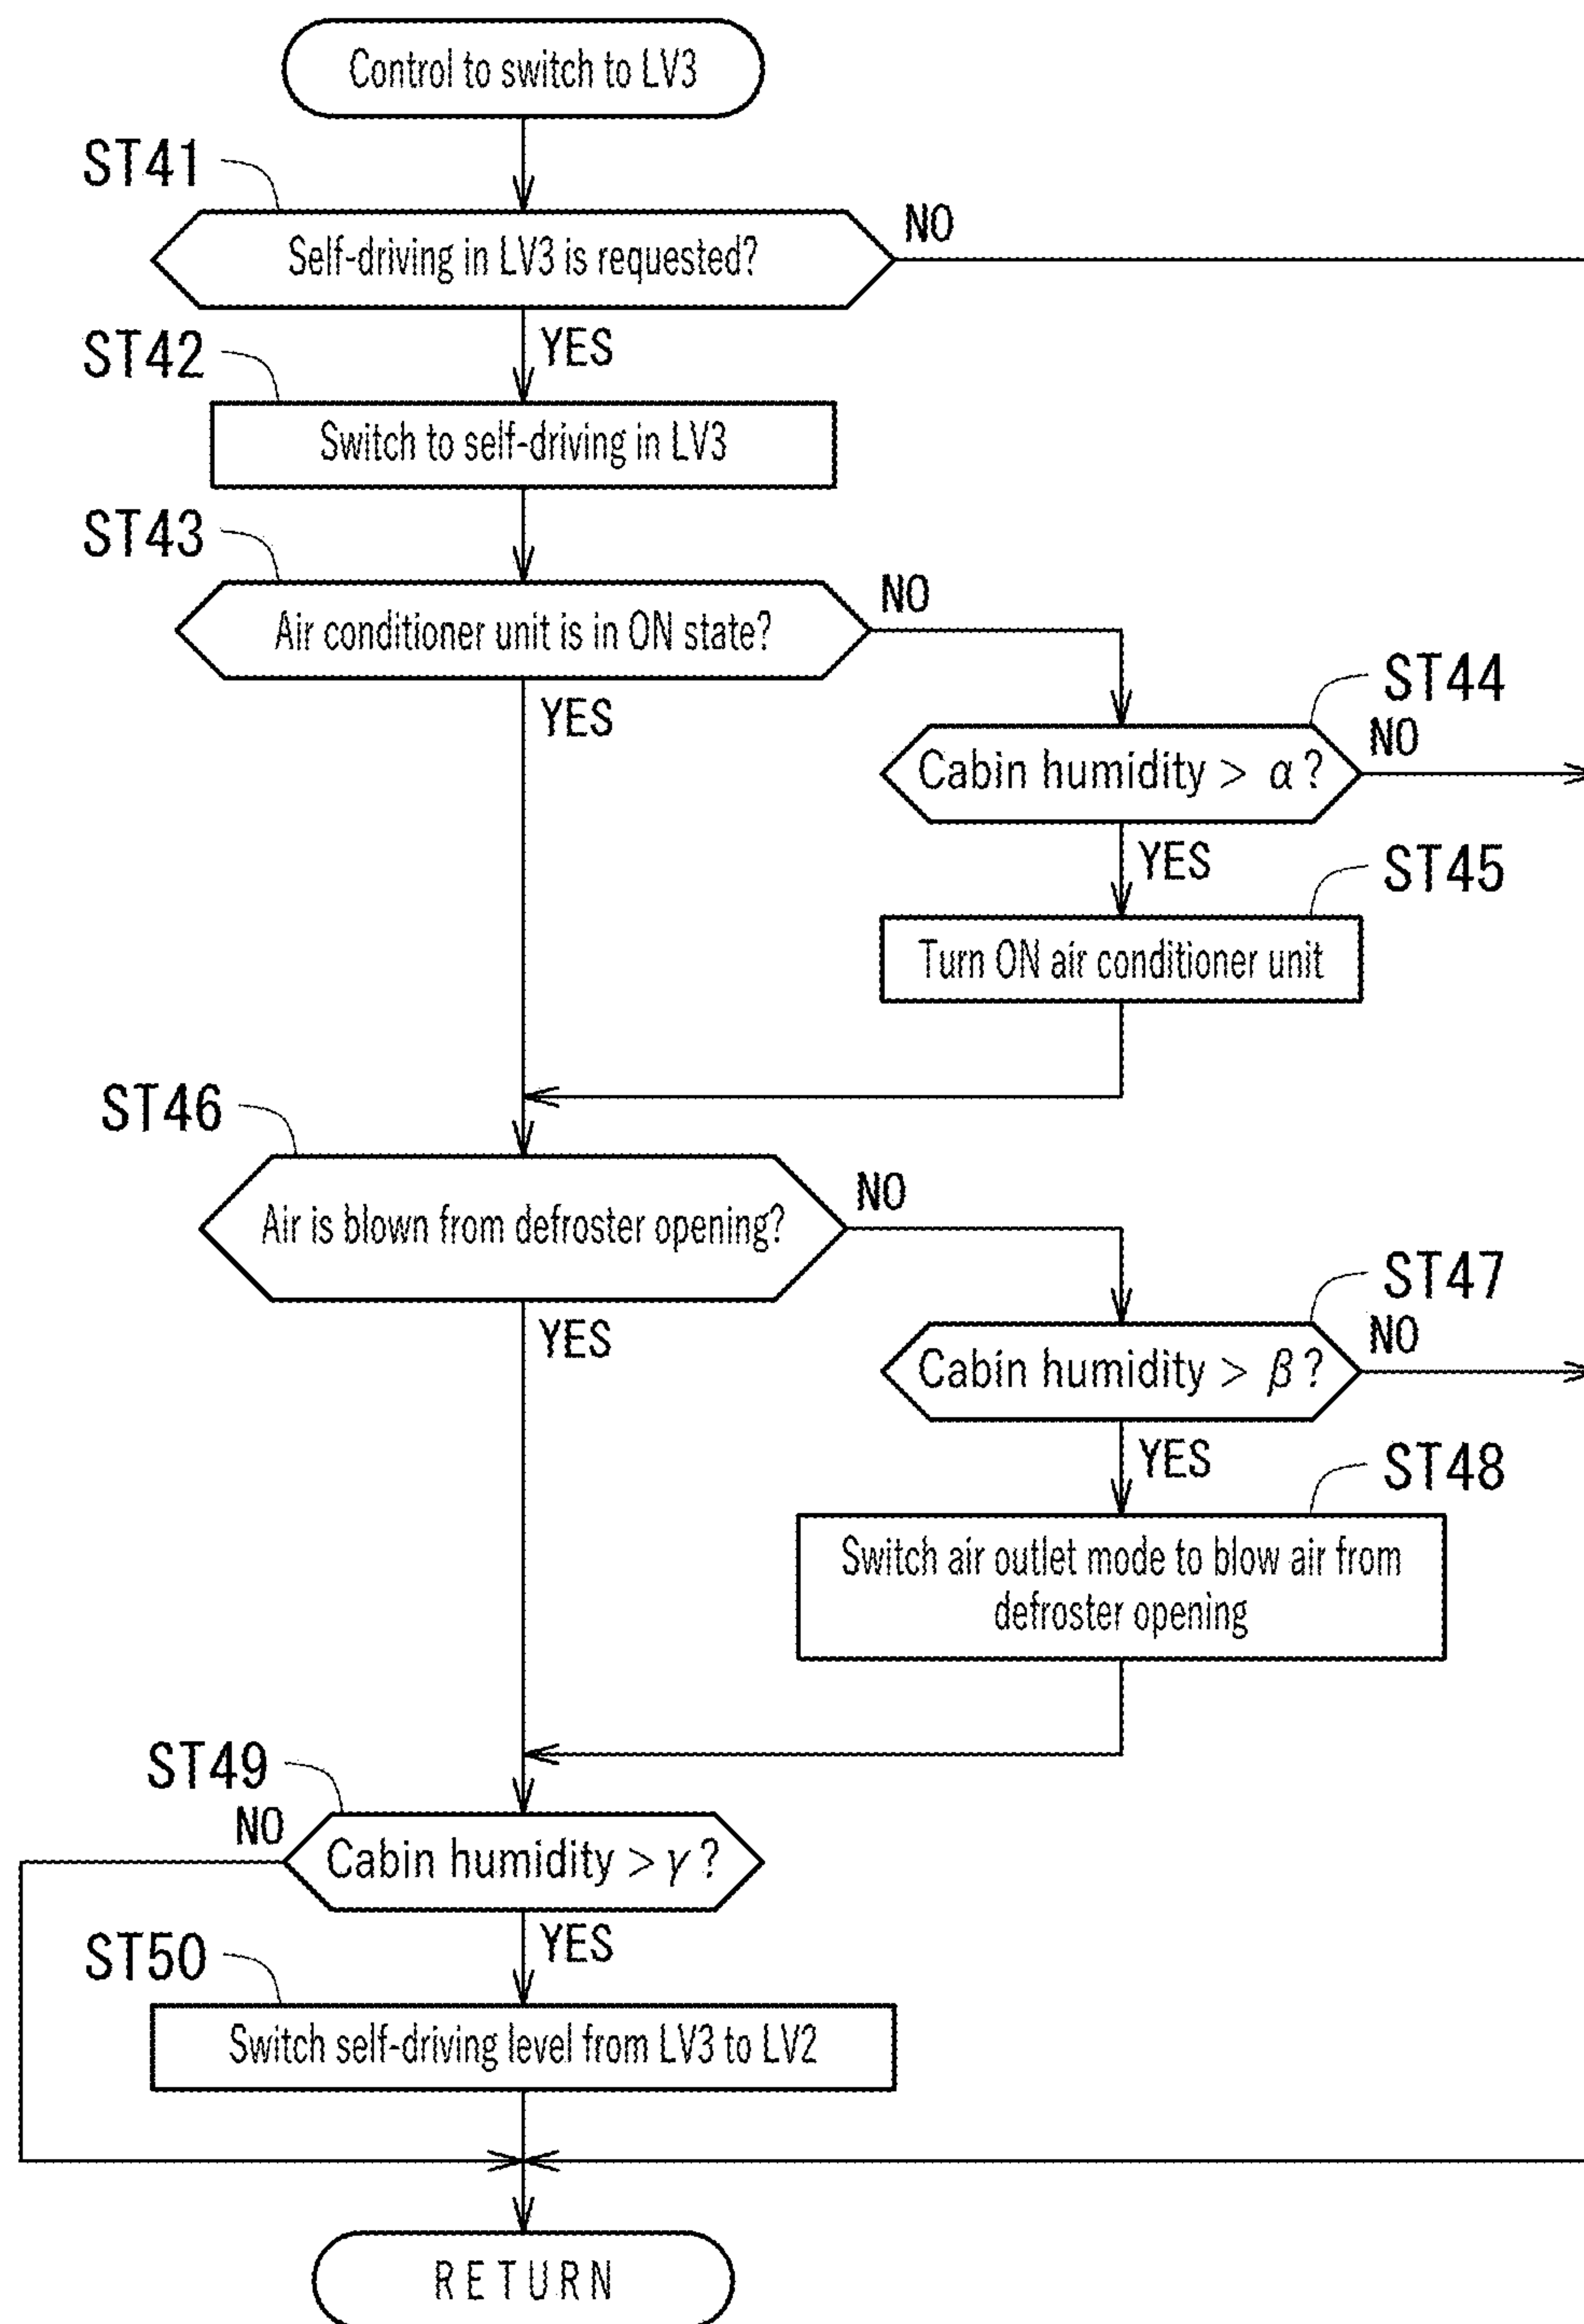 Control to switch to LV3
ST41
NO
Self-driving in LV3 is requested?
YES
ST42
Switch to self-driving in LV3
ST43
NO
Air conditioner unit is in ON state?
YES
ST44
NO
Cabin humidity > α?
YES
ST45
Turn ON air conditioner unit
ST46
NO
Air is blown from defroster opening?
YES
ST47
NO
Cabin humidity > β?
YES
ST48
Switch air outlet mode to blow air from
defroster opening
ST49
NO
Cabin humidity > γ?
YES
ST50
Switch self-driving level from LV3 to LV2
RETURN